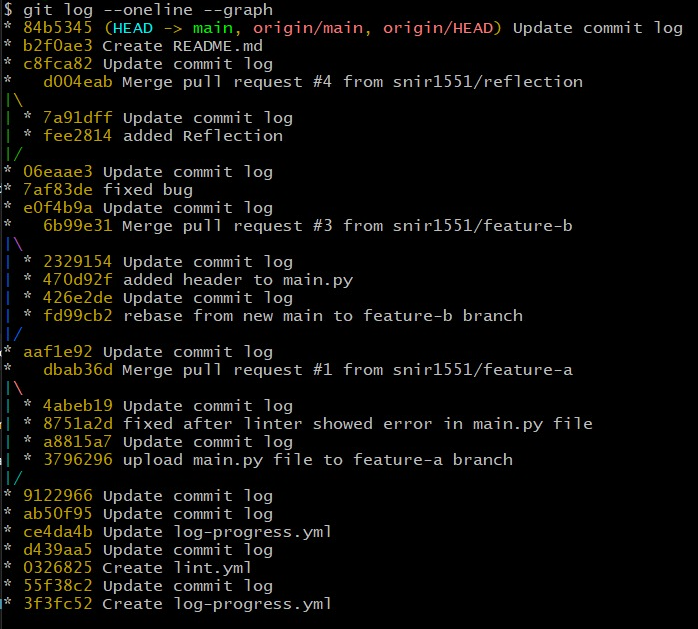 $ git log --oneline --graph
* 84b5345 (HEAD -> main, origin/main, origin/HEAD) Update commit log
* b2f0ae3 Create README.md
* c8fca82 Update commit log
*   d004eab Merge pull request #4 from snir1551/reflection
|\
| * 7a91dff Update commit log
| * fee2814 added Reflection
|/
* 06eaae3 Update commit log
* 7af83de fixed bug
* e0f4b9a Update commit log
*   6b99e31 Merge pull request #3 from snir1551/feature-b
|\
| * 2329154 Update commit log
| * 470d92f added header to main.py
| * 426e2de Update commit log
| * fd99cb2 rebase from new main to feature-b branch
|/
* aaf1e92 Update commit log
*   dbab36d Merge pull request #1 from snir1551/feature-a
|\
| * 4abeb19 Update commit log
| * 8751a2d fixed after linter showed error in main.py file
| * a8815a7 Update commit log
| * 3796296 upload main.py file to feature-a branch
|/
* 9122966 Update commit log
* ab50f95 Update commit log
* ce4da4b Update log-progress.yml
* d439aa5 Update commit log
* 0326825 Create lint.yml
* 55f38c2 Update commit log
* 3f3fc52 Create log-progress.yml